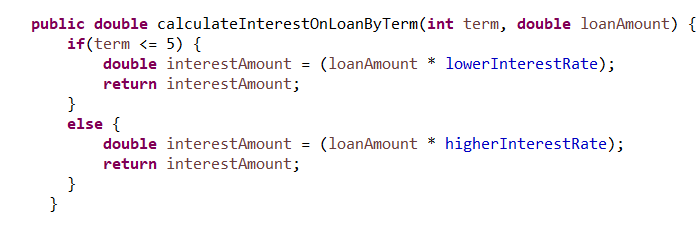 public double calculateInterestOnLoanByTerm(int term, double loanAmount) {
if(term <= 5) {
double interestAmount = (loanAmount * lowerInterestRate);
return interestAmount;
}
else {
double interestAmount = (loanAmount * higherInterestRate);
return interestAmount;
}
}